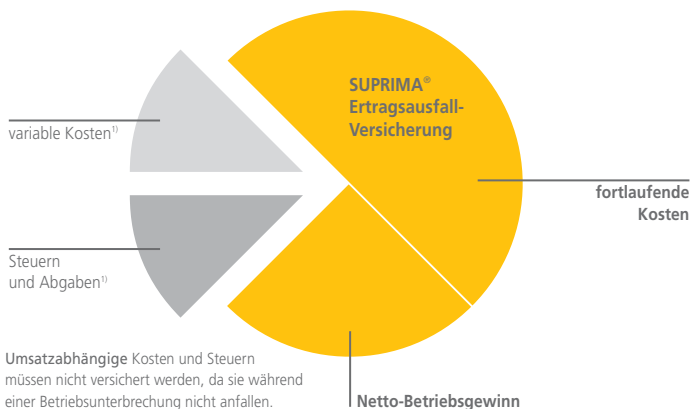 SUPRIMA®
Ertragsausfall-
Versicherung
variable Kosten¹⁾
fortlaufende
Kosten
Steuern
und Abgaben¹⁾
Umsatzabhängige Kosten und Steuern
müssen nicht versichert werden, da sie während
einer Betriebsunterbrechung nicht anfallen.
Netto-Betriebsgewinn